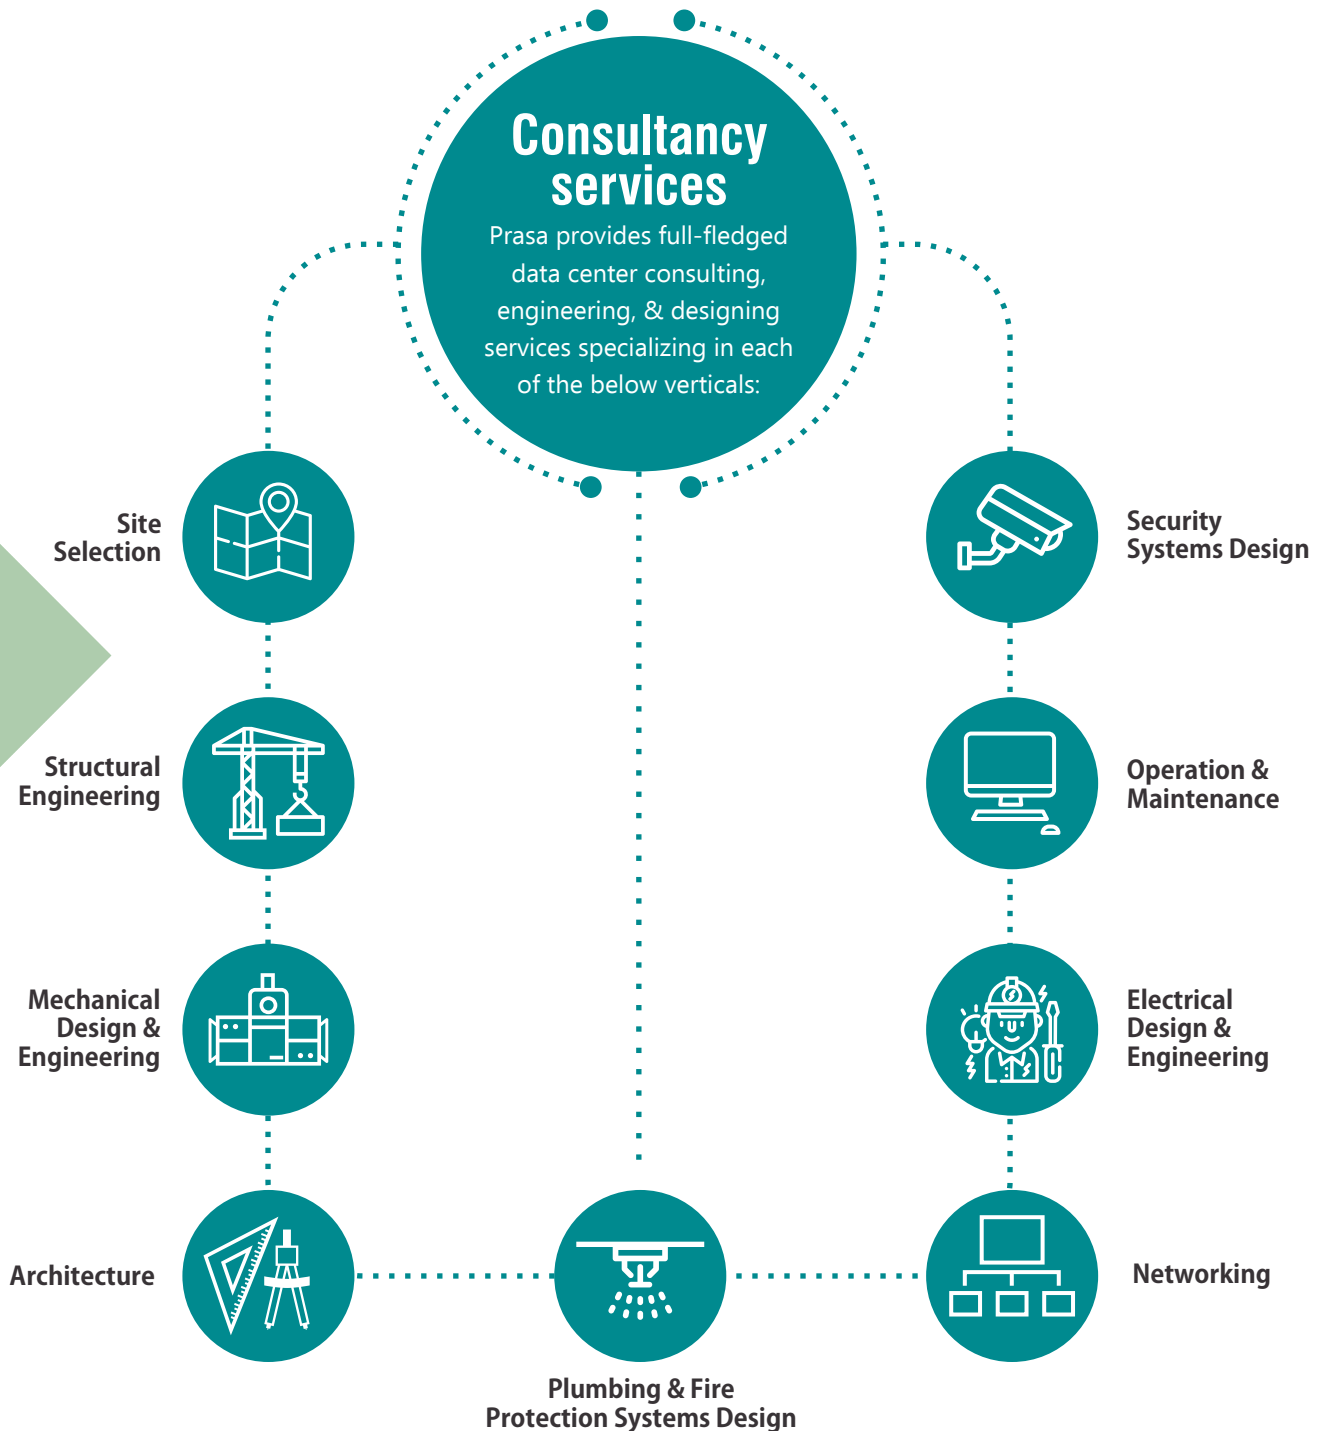 Consultancy
services
Prasa provides full-fledged
data center consulting,
engineering, & designing
services specializing in each
of the below verticals:
Site
Selection
Structural
Engineering
Mechanical
Design &
Engineering
Architecture
Plumbing & Fire
Protection Systems Design
Security
Systems Design
Operation &
Maintenance
Electrical
Design &
Engineering
Networking